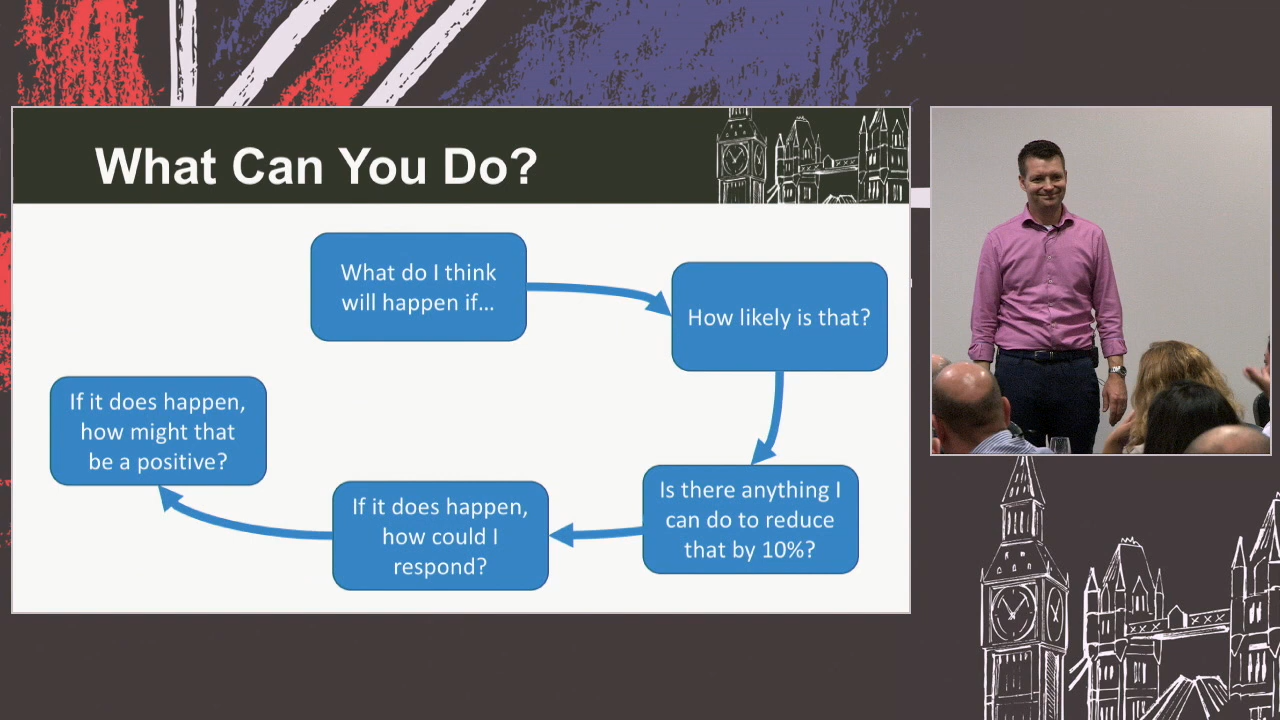 What Can You Do?
What do I think
will happen if...
How likely is that?
Is there anything I
can do to reduce
that by 10%?
If it does happen,
how could I
respond?
If it does happen,
how might that
be a positive?